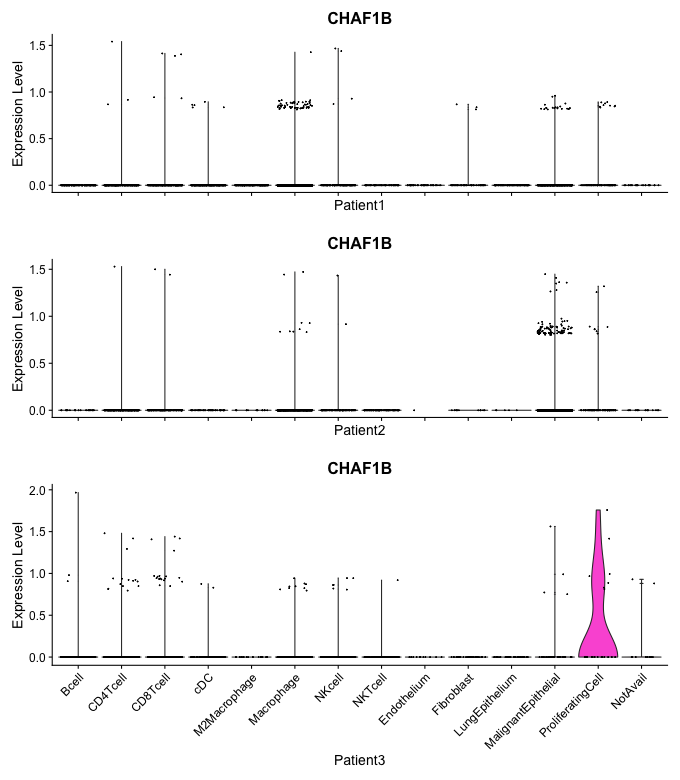 CHAF1B
Expression Level
1.5
1.0
0.5
0.0
Patient1
CHAF1B
Expression Level
1.5
1.0
0.5
0.0
Patient2
CHAF1B
Expression Level
2.0
1.5
1.0
0.5
0.0
Bcell
CD4Tcell
CD8Tcell
cDC
M2Macrophage
Macrophage
NKcell
NKTcell
Endothelium
Fibroblast
LungEpithelium
MalignantEpithelial
ProliferatingCell
NotAvail
Patient3